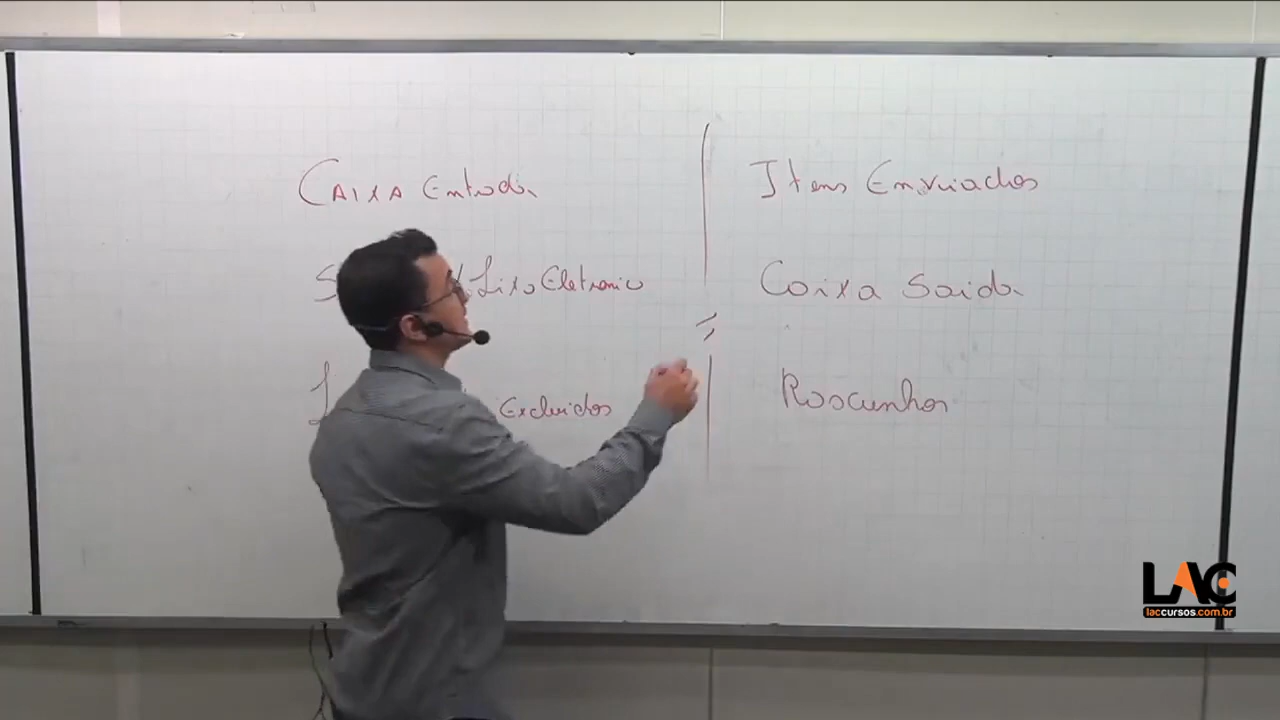 Caixa Entrada
Lixo Eletronico
Excluidos
Itens Enviados
Caixa Saida
Rascunhos
LAC
laccursos.com.br